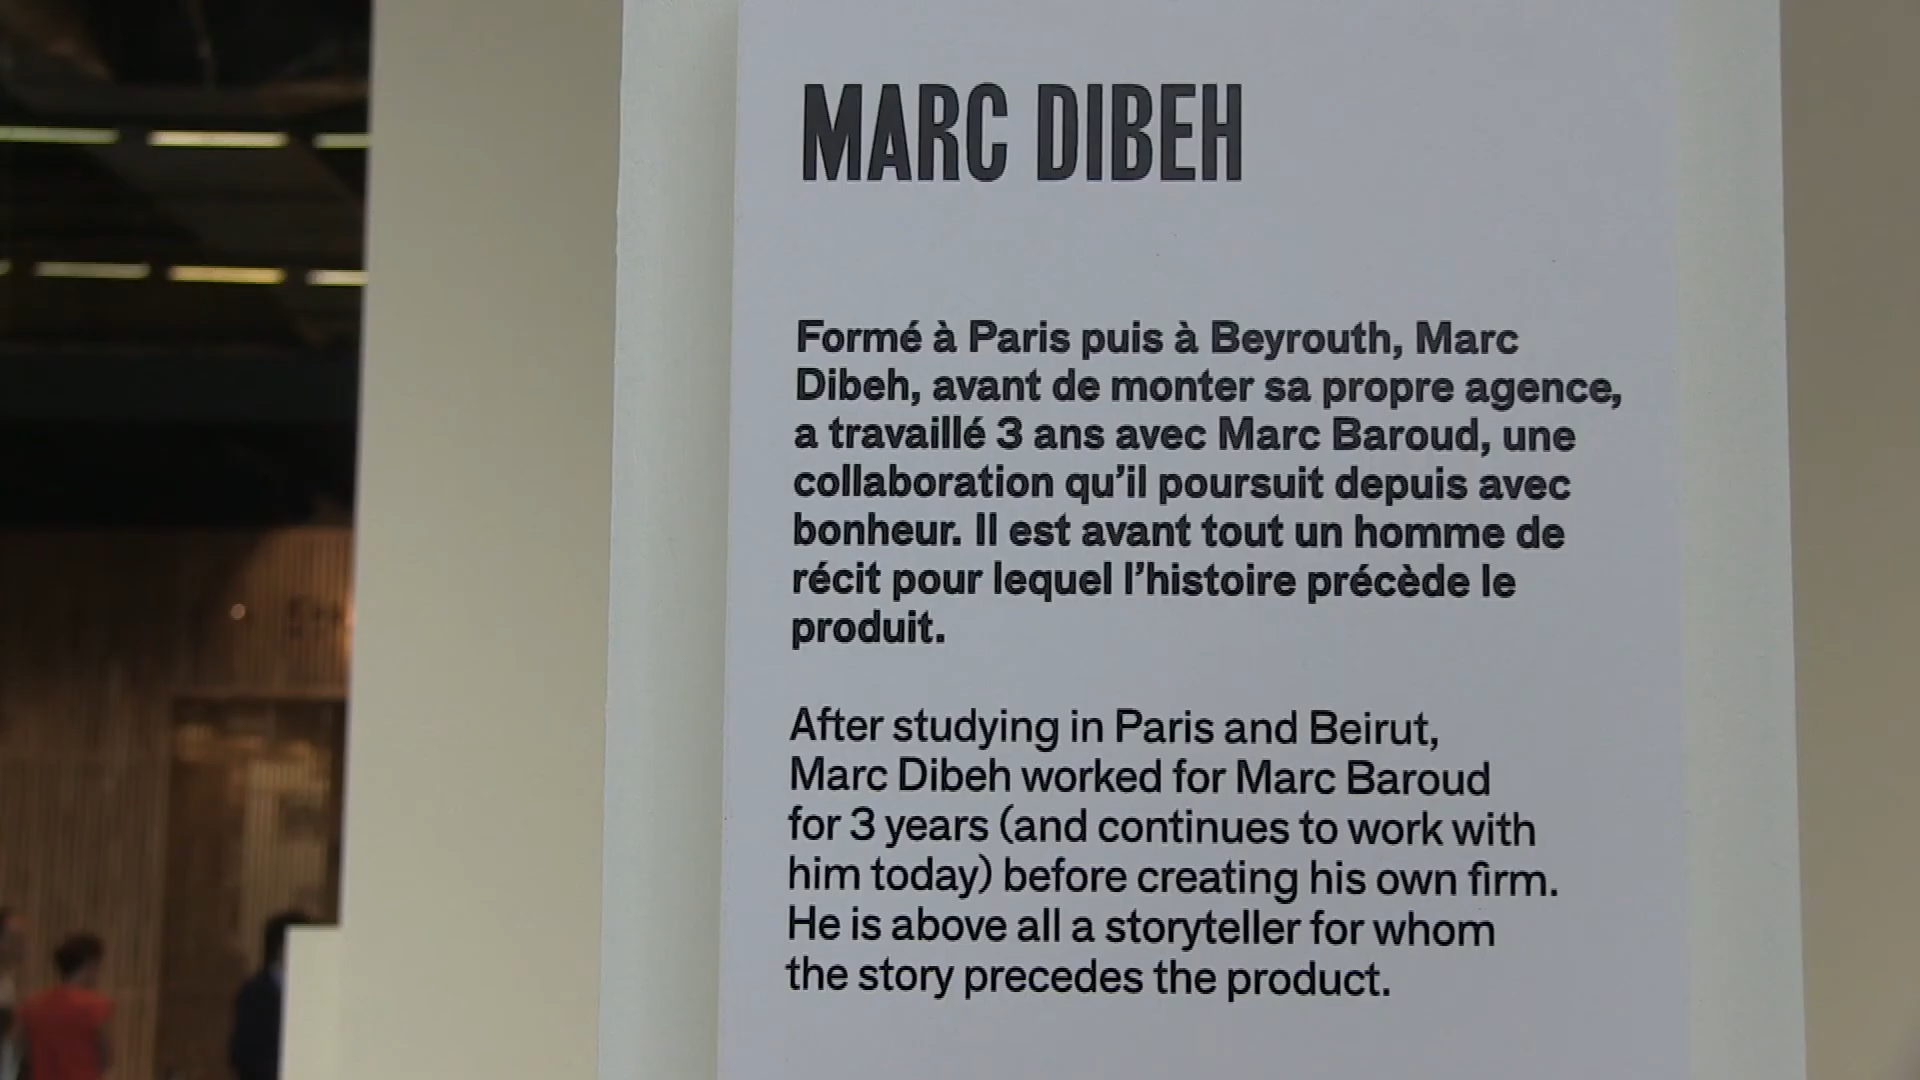 MARC DIBEH
Formé à Paris puis à Beyrouth, Marc
Dibeh, avant de monter sa propre agence,
a travaillé 3 ans avec Marc Baroud, une
collaboration qu’il poursuit depuis avec
bonheur. Il est avant tout un homme de
récit pour lequel l’histoire précède le
produit.
After studying in Paris and Beirut,
Marc Dibeh worked for Marc Baroud
for 3 years (and continues to work with
him today) before creating his own firm.
He is above all a storyteller for whom
the story precedes the product.